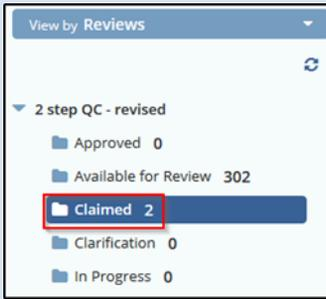 View by Reviews
2 step QC - revised
Approved 0
Available for Review 302
Claimed 2
Clarification 0
In Progress 0